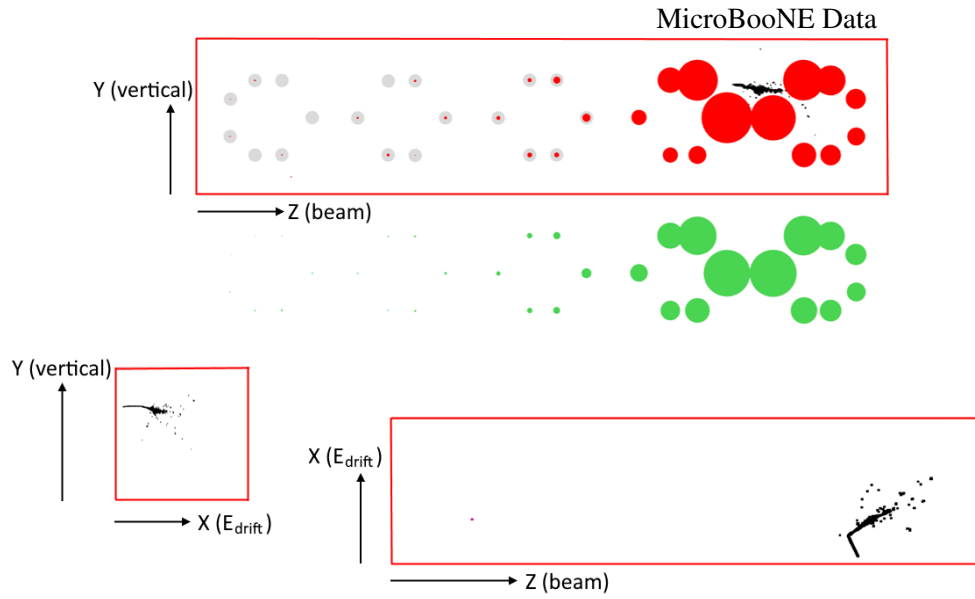 MicroBooNE Data
Y (vertical)
Z (beam)
Y (vertical)
X (E_drift)
X (E_drift)
Z (beam)